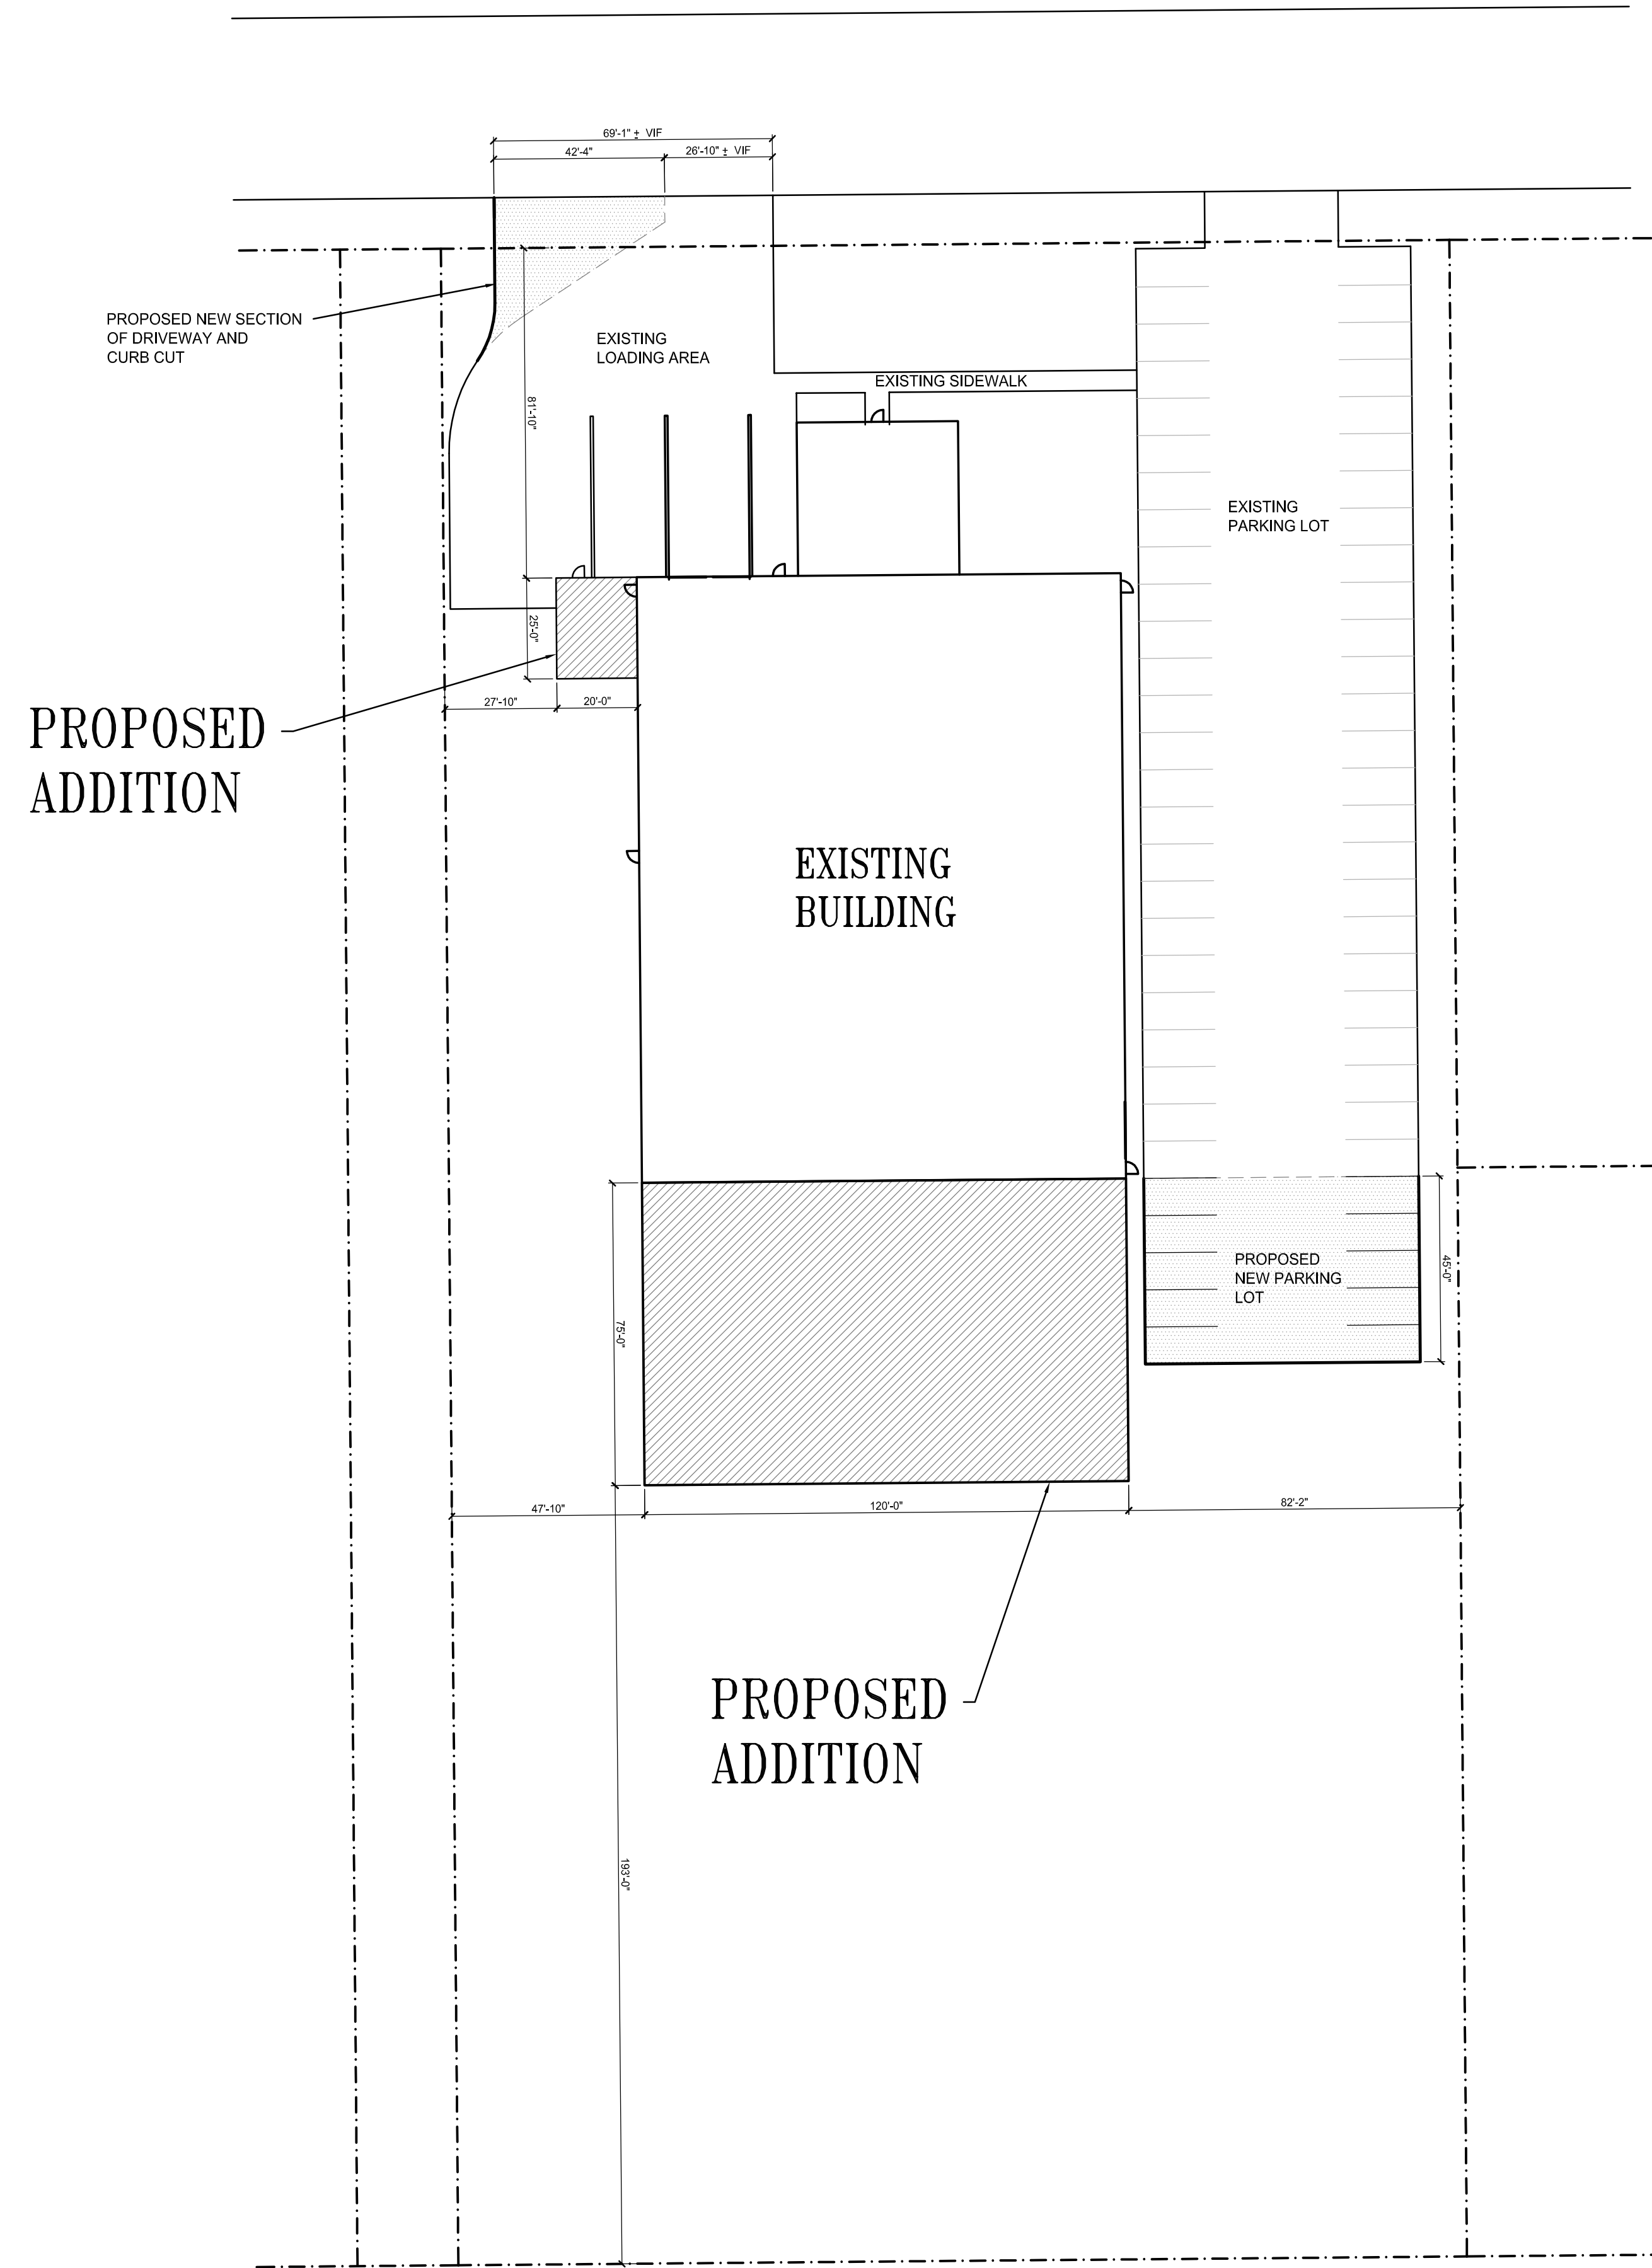 69'-1" ± VIF
42'-4"
26'-10" ± VIF
PROPOSED NEW SECTION
OF DRIVEWAY AND
CURB CUT
EXISTING
LOADING AREA
EXISTING SIDEWALK
81'-10"
EXISTING
PARKING LOT
25'-0"
27'-10"
20'-0"
PROPOSED
ADDITION
EXISTING
BUILDING
PROPOSED
NEW PARKING
LOT
45'-0"
75'-0"
47'-10"
120'-0"
82'-2"
PROPOSED
ADDITION
193'-0"